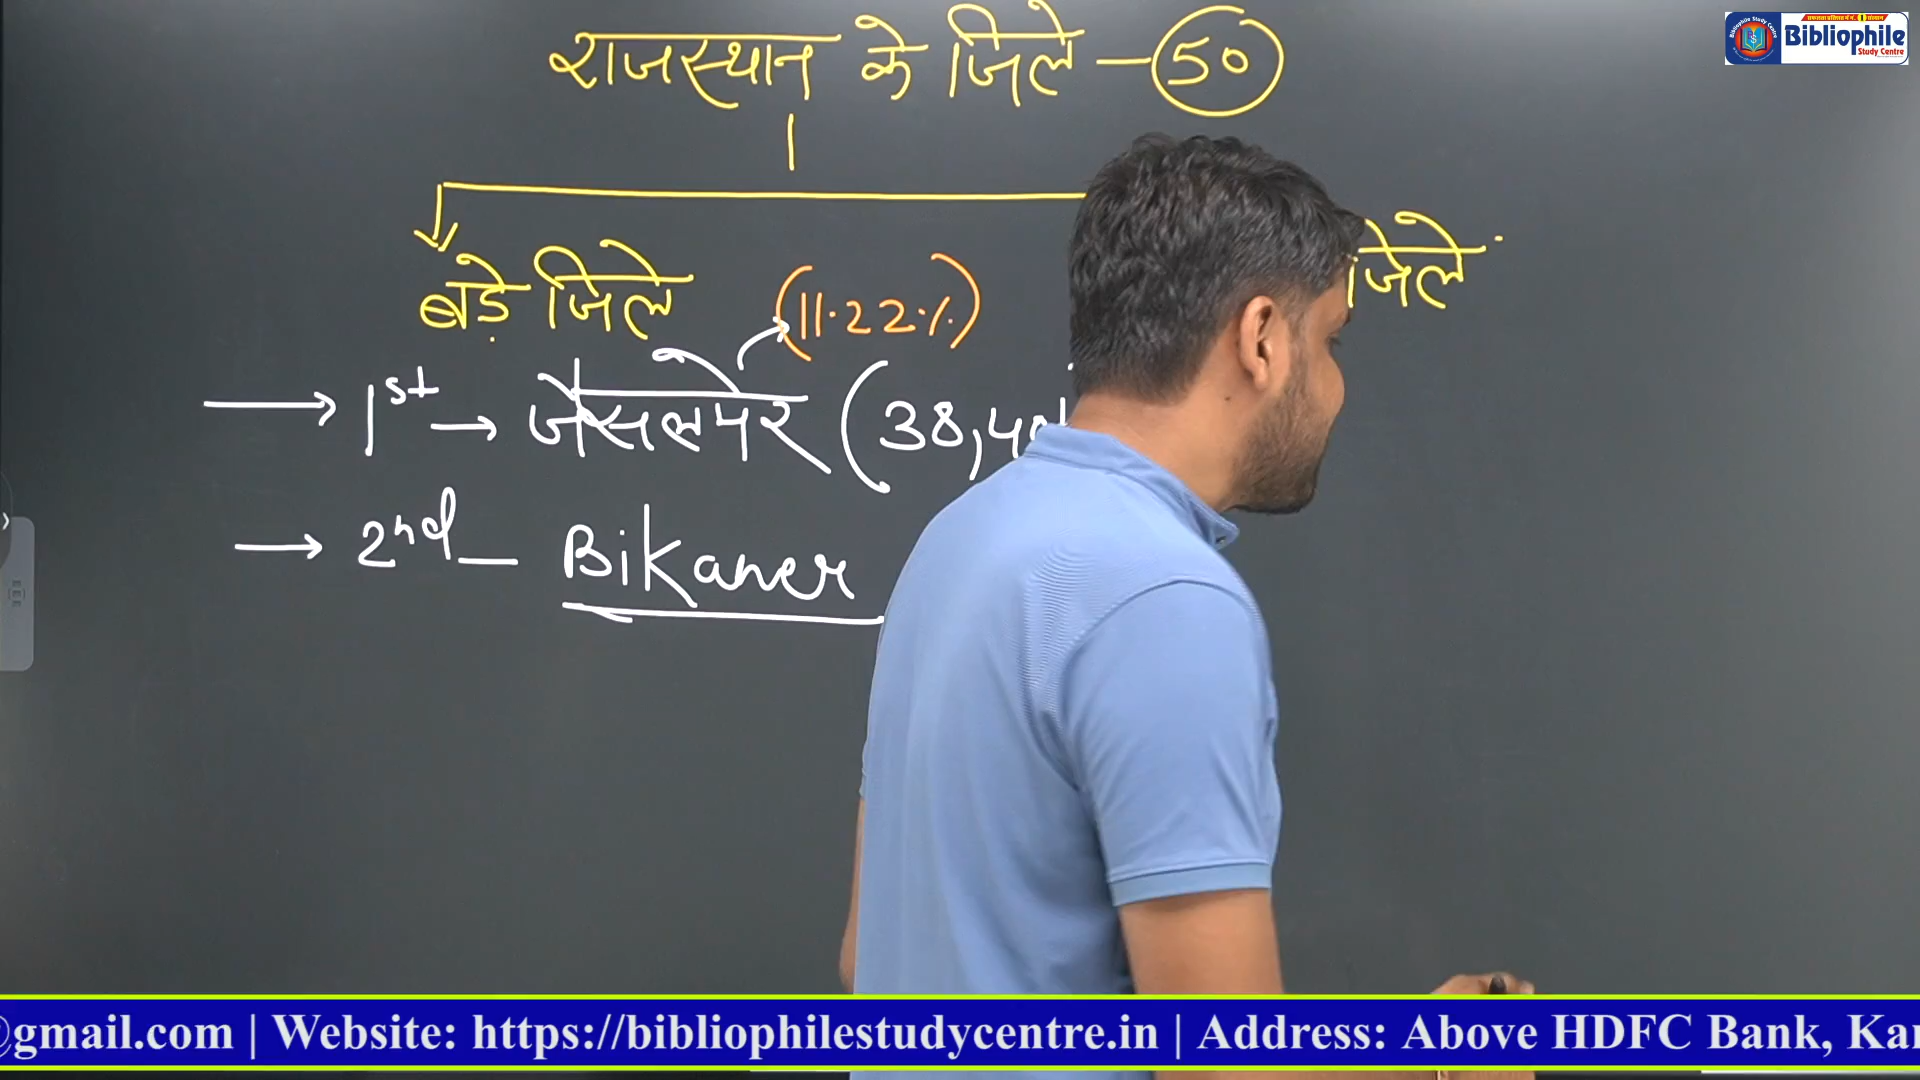 राजस्थान के जिले - 50
बड़े जिले
जिले
(11.22%)
→ 1st → जैसलमेर (38,40
→ 2nd - Bikaner
Bibliophile
Study Centre
@gmail.com | Website: https://bibliophilestudycentre.in | Address: Above HDFC Bank, Kar